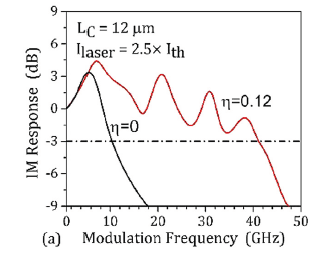 9
6
3
0
-3
-6
-9
IM Response (dB)
L_C = 12 μm
I_laser = 2.5× I_th
η=0
η=0.12
0 10 20 30 40 50
(a) Modulation Frequency (GHz)